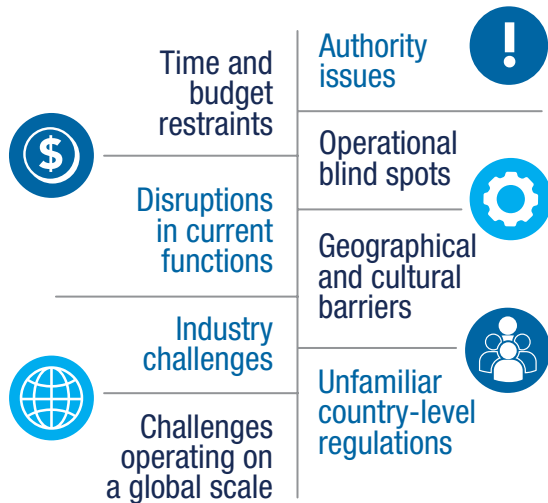 Time and
budget
restraints
Disruptions
in current
functions
Industry
challenges
Challenges
operating on
a global scale
Authority
issues
Operational
blind spots
Geographical
and cultural
barriers
Unfamiliar
country-level
regulations